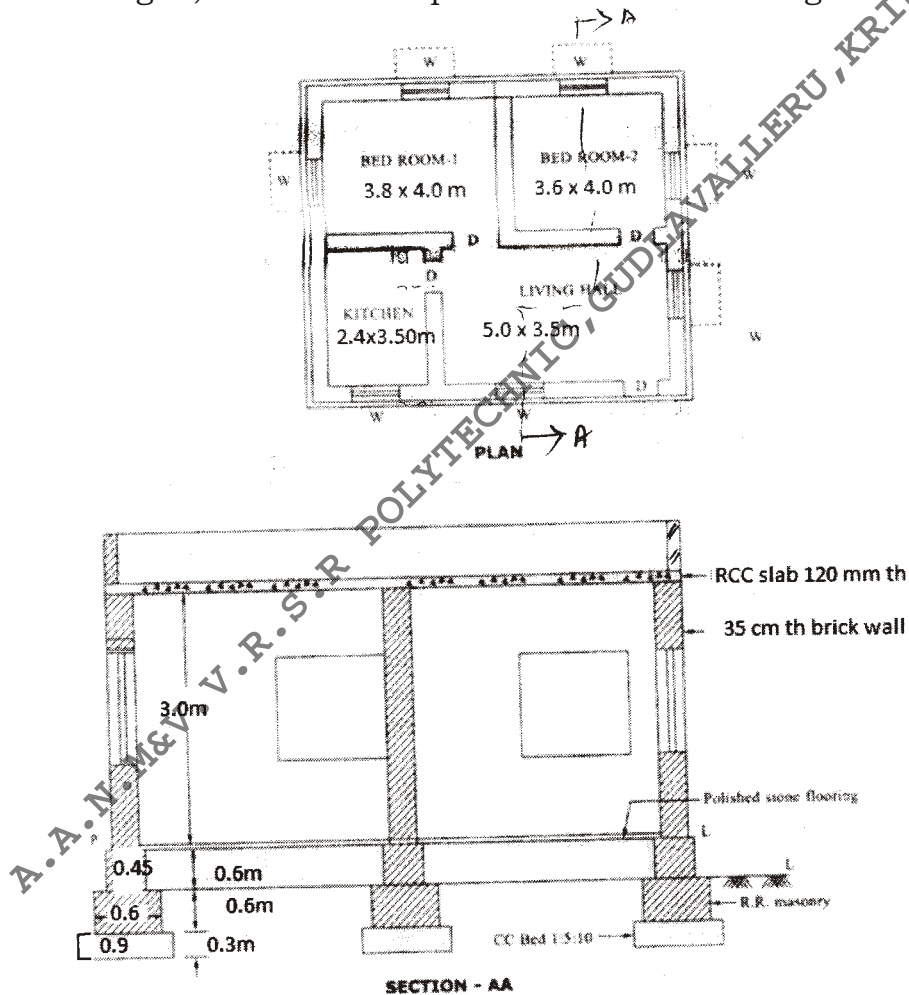 A
W
W
BED ROOM-1
3.8 x 4.0 m
BED ROOM-2
3.6 x 4.0 m
W
W
D
D
D
LIVING HALL
5.0 x 3.5m
KITCHEN
2.4x3.50m
W
D
W
W
PLAN
A
RCC slab 120 mm th
35 cm th brick wall
3.0m
Polished stone flooring
P
L
L
0.45
0.6m
0.6m
0.6
R.R. masonry
0.9
0.3m
CC Bed 1:5:10
SECTION - AA
A.A.N.M&V.V.R.S.R POLYTECHNIC, GUDLAVALLERU, KRI